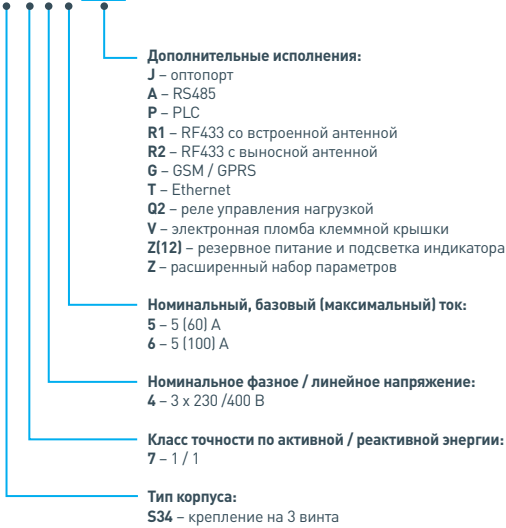 Дополнительные исполнения:
J – оптопорт
A – RS485
P – PLC
R1 – RF433 со встроенной антенной
R2 – RF433 с выносной антенной
G – GSM / GPRS
T – Ethernet
Q2 – реле управления нагрузкой
V – электронная пломба клеммной крышки
Z(12) – резервное питание и подсветка индикатора
Z – расширенный набор параметров
Номинальный, базовый (максимальный) ток:
5 – 5 (60) А
6 – 5 (100) А
Номинальное фазное / линейное напряжение:
4 – 3 х 230 /400 В
Класс точности по активной / реактивной энергии:
7 – 1 / 1
Тип корпуса:
S34 – крепление на 3 винта